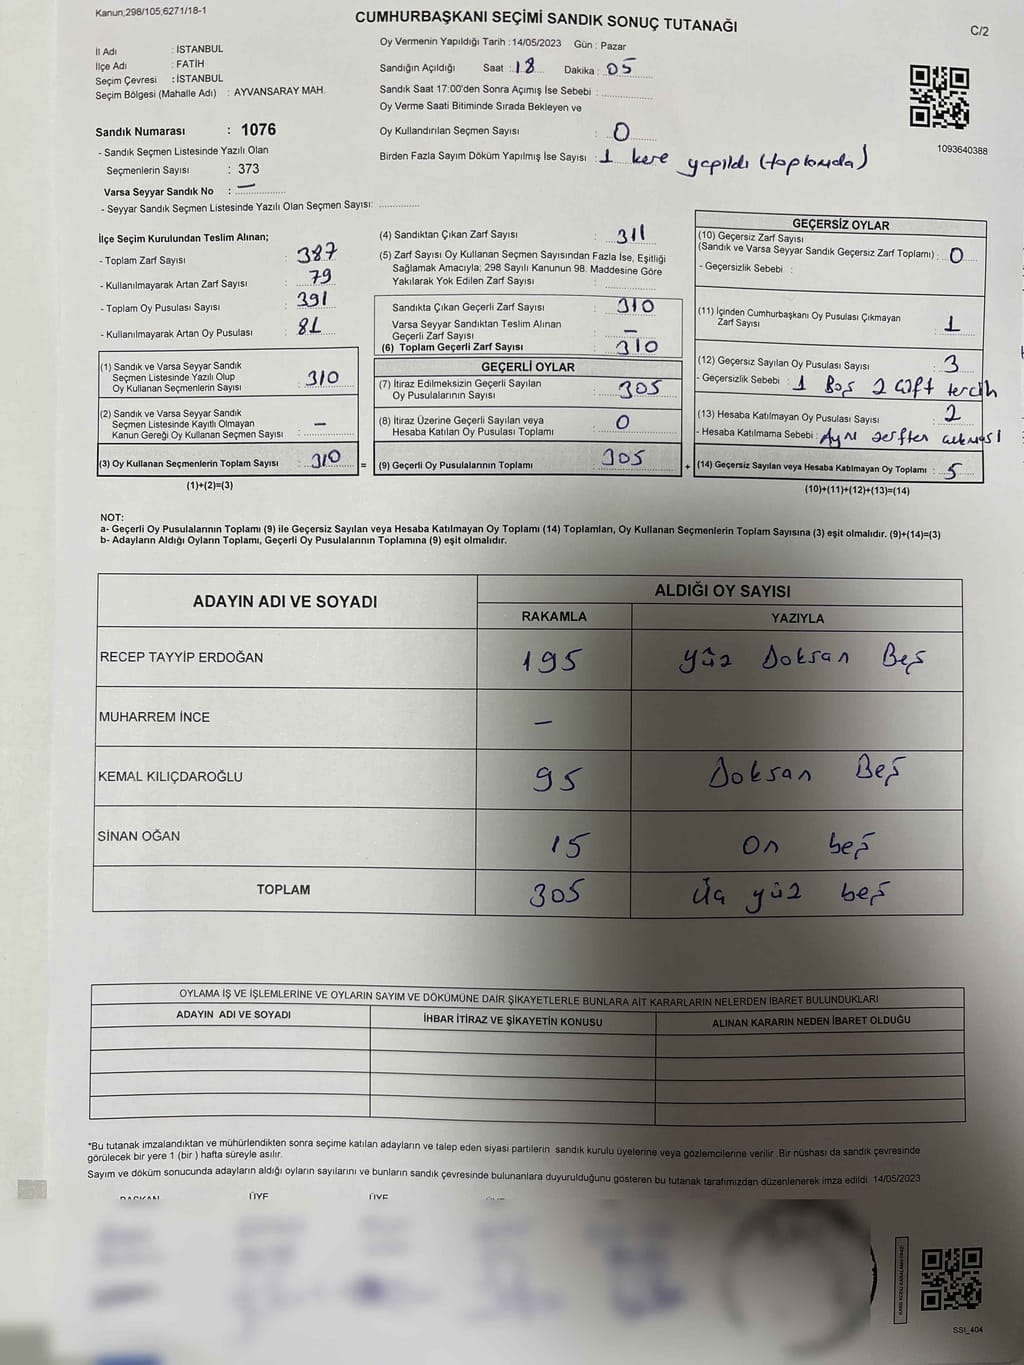 Kanun;298/105,6271/18-1
CUMHURBAŞKANI SEÇİMİ SANDIK SONUÇ TUTANAĞI
C/2
İl Adı : İSTANBUL
İlçe Adı : FATİH
Seçim Çevresi : İSTANBUL
Seçim Bölgesi (Mahalle Adı) : AYVANSARAY MAH.
Oy Vermenin Yapıldığı Tarih : 14/05/2023 Gün : Pazar
Sandığın Açıldığı Saat : 18 Dakika : 05
Sandık Saat 17:00'den Sonra Açımış İse Sebebi :
Oy Verme Saati Bitiminde Sırada Bekleyen ve
Oy Kullandırılan Seçmen Sayısı : 0
Birden Fazla Sayım Döküm Yapılmış İse Sayısı : 1 kere yapıldı (toplamda)
1093640388
Sandık Numarası : 1076
- Sandık Seçmen Listesinde Yazılı Olan
Seçmenlerin Sayısı : 373
Varsa Seyyar Sandık No : —
- Seyyar Sandık Seçmen Listesinde Yazılı Olan Seçmen Sayısı:
İlçe Seçim Kurulundan Teslim Alınan;
- Toplam Zarf Sayısı : 387
- Kullanılmayarak Artan Zarf Sayısı : 79
- Toplam Oy Pusulası Sayısı : 391
- Kullanılmayarak Artan Oy Pusulası : 81
(1) Sandık ve Varsa Seyyar Sandık
Seçmen Listesinde Yazılı Olup
Oy Kullanan Seçmenlerin Sayısı : 310
(2) Sandık ve Varsa Seyyar Sandık
Seçmen Listesinde Kayıtlı Olmayan
Kanun Gereği Oy Kullanan Seçmen Sayısı : —
(3) Oy Kullanan Seçmenlerin Toplam Sayısı : 310
(1)+(2)=(3)
(4) Sandıktan Çıkan Zarf Sayısı : 311
(5) Zarf Sayısı Oy Kullanan Seçmen Sayısından Fazla İse, Eşitliği
Sağlamak Amacıyla; 298 Sayılı Kanunun 98. Maddesine Göre
Yakılarak Yok Edilen Zarf Sayısı :
Sandıkta Çıkan Geçerli Zarf Sayısı : 310
Varsa Seyyar Sandıktan Teslim Alınan
Geçerli Zarf Sayısı : —
(6) Toplam Geçerli Zarf Sayısı : 310
GEÇERLİ OYLAR
(7) İtiraz Edilmeksizin Geçerli Sayılan
Oy Pusulalarının Sayısı : 305
(8) İtiraz Üzerine Geçerli Sayılan veya
Hesaba Katılan Oy Pusulası Toplamı : 0
= (9) Geçerli Oy Pusulalarının Toplamı : 305
GEÇERSİZ OYLAR
(10) Geçersiz Zarf Sayısı
(Sandık ve Varsa Seyyar Sandık Geçersiz Zarf Toplamı) : 0
- Geçersizlik Sebebi :
(11) İçinden Cumhurbaşkanı Oy Pusulası Çıkmayan
Zarf Sayısı : 1
(12) Geçersiz Sayılan Oy Pusulası Sayısı : 3
- Geçersizlik Sebebi : 1 Boş 2 çift tercih
(13) Hesaba Katılmayan Oy Pusulası Sayısı : 2
- Hesaba Katılmama Sebebi : Aynı zarften çıkması
+ (14) Geçersiz Sayılan veya Hesaba Katılmayan Oy Toplamı : 5
(10)+(11)+(12)+(13)=(14)
NOT:
a- Geçerli Oy Pusulalarının Toplamı (9) ile Geçersiz Sayılan veya Hesaba Katılmayan Oy Toplamı (14) Toplamları, Oy Kullanan Seçmenlerin Toplam Sayısına (3) eşit olmalıdır. (9)+(14)=(3)
b- Adayların Aldığı Oyların Toplamı, Geçerli Oy Pusulalarının Toplamına (9) eşit olmalıdır.
ADAYIN ADI VE SOYADI
ALDIĞI OY SAYISI
RAKAMLA YAZIYLA
RECEP TAYYİP ERDOĞAN 195 yüz Doksan Beş
MUHARREM İNCE —
KEMAL KILIÇDAROĞLU 95 Doksan Beş
SİNAN OĞAN 15 On beş
TOPLAM 305 Üç yüz beş
OYLAMA İŞ VE İŞLEMLERİNE VE OYLARIN SAYIM VE DÖKÜMÜNE DAİR ŞİKAYETLERLE BUNLARA AİT KARARLARIN NELERDEN İBARET BULUNDUKLARI
ADAYIN ADI VE SOYADI İHBAR İTİRAZ VE ŞİKAYETİN KONUSU ALINAN KARARIN NEDEN İBARET OLDUĞU
*Bu tutanak imzalandıktan ve mühürlendikten sonra seçime katılan adayların ve talep eden siyasi partilerin sandık kurulu üyelerine veya gözlemcilerine verilir. Bir nüshası da sandık çevresinde
görülecek bir yere 1 (bir ) hafta süreyle asılır.
Sayım ve döküm sonucunda adayların aldığı oyların sayılarını ve bunların sandık çevresinde bulunanlara duyurulduğunu gösteren bu tutanak tarafımızdan düzenlenerek imza edildi. 14/05/2023
BAŞKAN ÜYE ÜYE
SSI_404